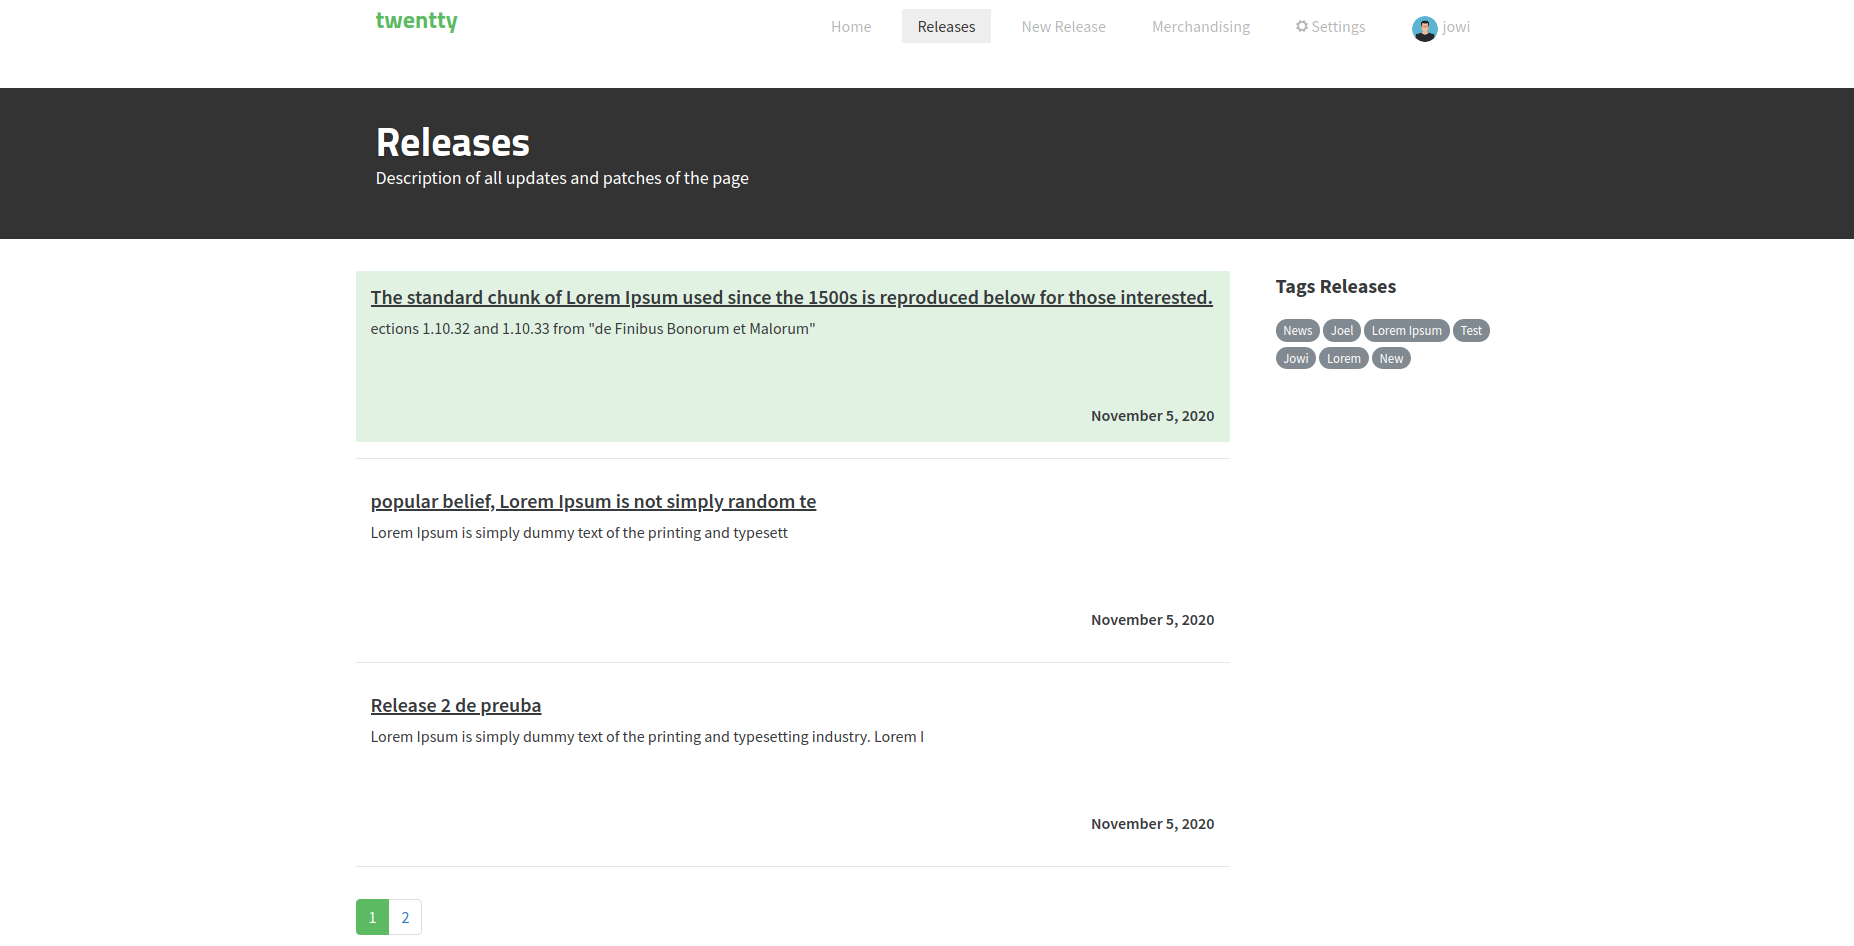 twentty
Home Releases New Release Merchandising Settings jowi
Releases
Description of all updates and patches of the page
The standard chunk of Lorem Ipsum used since the 1500s is reproduced below for those interested.
ections 1.10.32 and 1.10.33 from "de Finibus Bonorum et Malorum"
November 5, 2020
popular belief, Lorem Ipsum is not simply random te
Lorem Ipsum is simply dummy text of the printing and typesett
November 5, 2020
Release 2 de preuba
Lorem Ipsum is simply dummy text of the printing and typesetting industry. Lorem I
November 5, 2020
1 2
Tags Releases
News Joel Lorem Ipsum Test
Jowi Lorem New